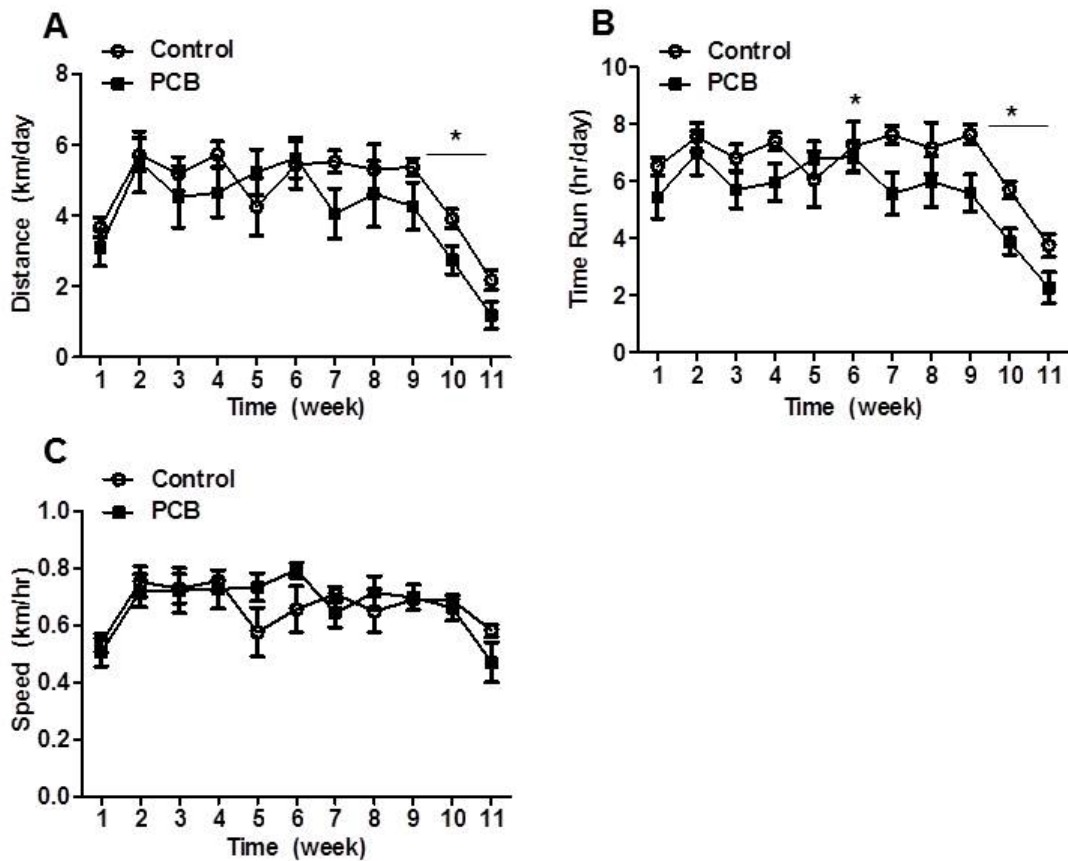 A
Control
PCB
8
6
4
2
0
Distance (km/day)
*
1 2 3 4 5 6 7 8 9 10 11
Time (week)
B
Control
PCB
10
8
6
4
2
0
Time Run (hr/day)
*
*
1 2 3 4 5 6 7 8 9 10 11
Time (week)
C
Control
PCB
1.0
0.8
0.6
0.4
0.2
0.0
Speed (km/hr)
1 2 3 4 5 6 7 8 9 10 11
Time (week)